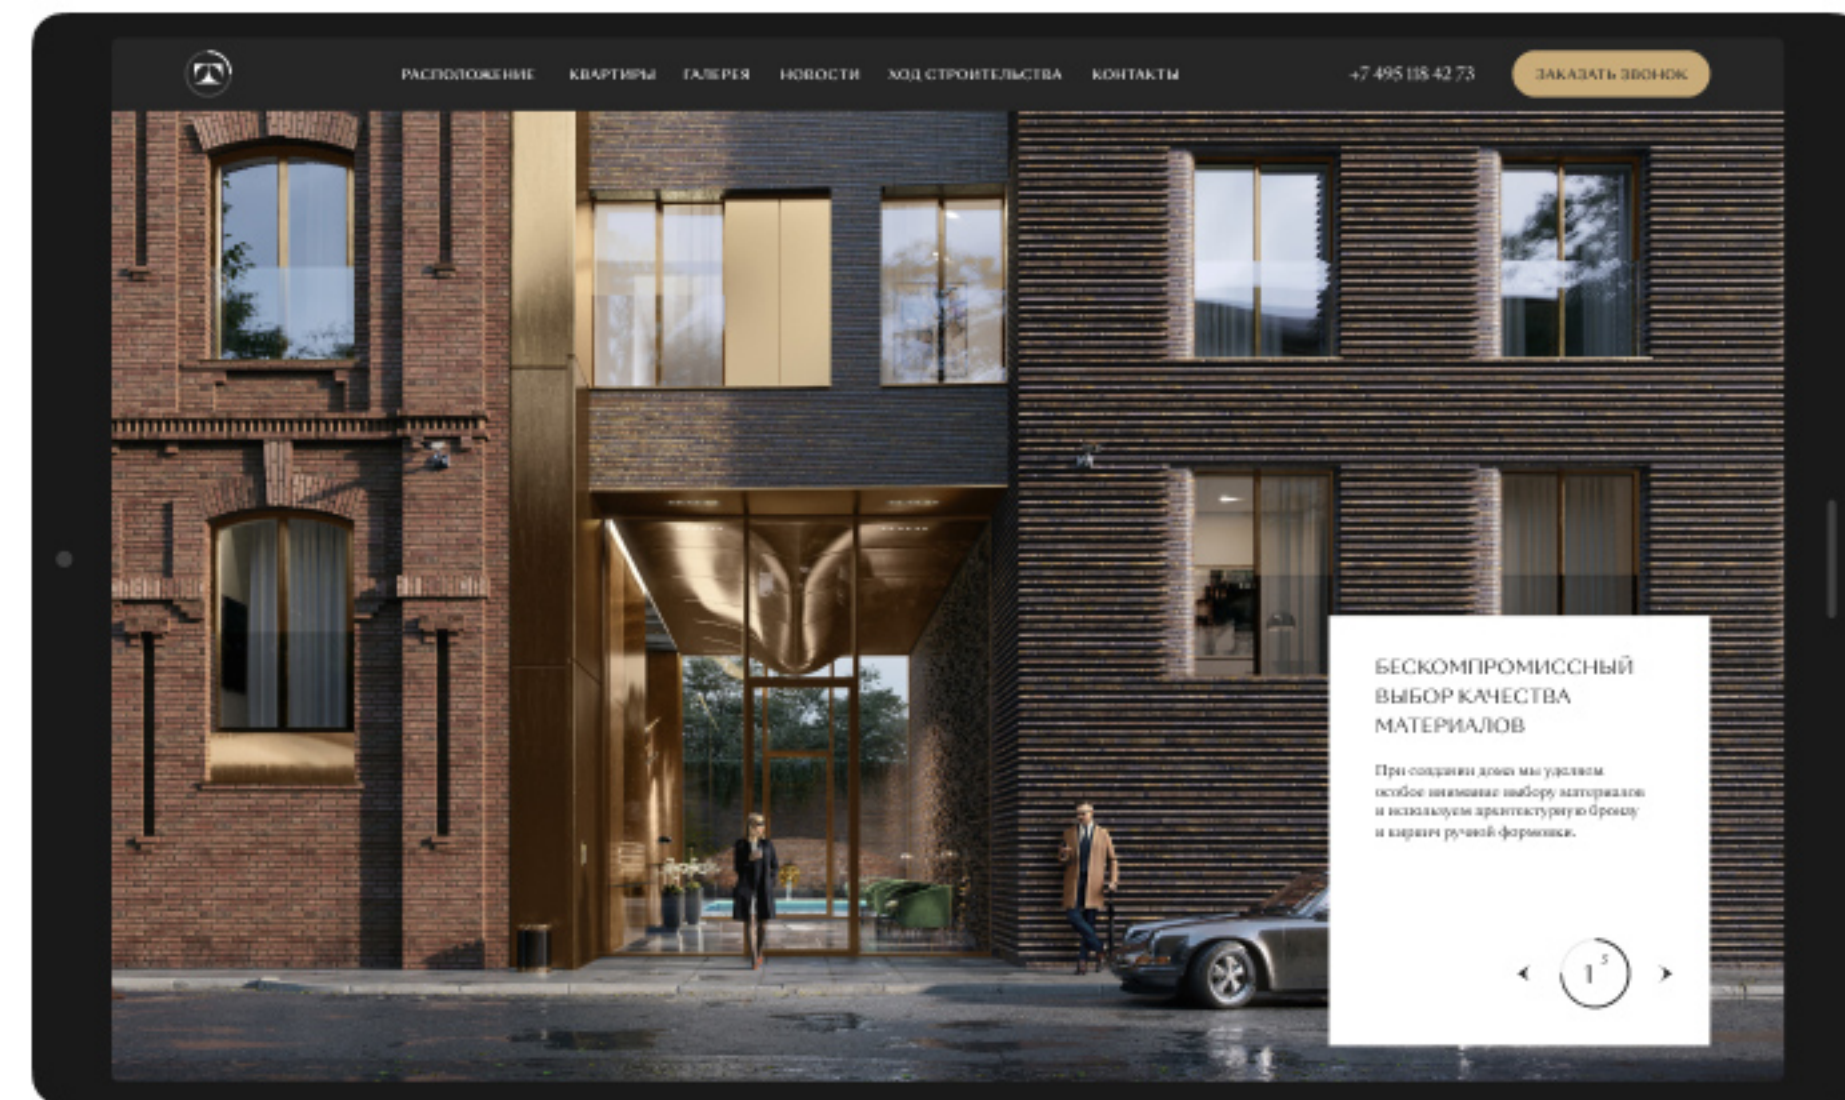 РАСПОЛОЖЕНИЕ КВАРТИРЫ ГАЛЕРЕЯ НОВОСТИ ХОД СТРОИТЕЛЬСТВА КОНТАКТЫ +7 495 118 42 73 ЗАКАЗАТЬ ЗВОНОК
БЕСКОМПРОМИССНЫЙ
ВЫБОР КАЧЕСТВА
МАТЕРИАЛОВ
При создании дома мы уделяем
особое внимание выбору материалов
и используем архитектурную бронзу
и кирпич ручной формовки.
1 5